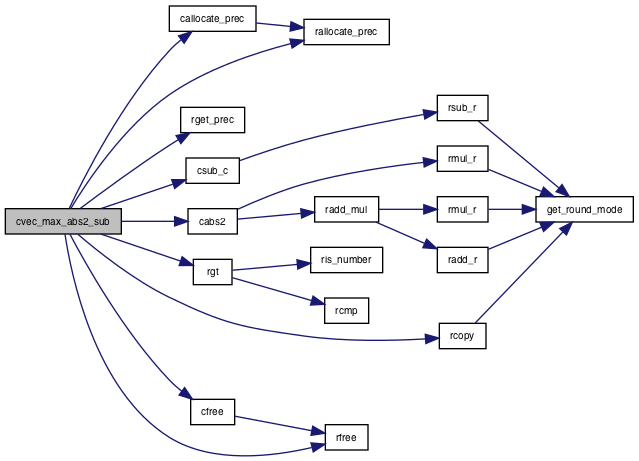 callocate_prec
rallocate_prec
rget_prec
rsub_r
csub_c
rmul_r
cvec_max_abs2_sub
cabs2
radd_mul
rmul_r
get_round_mode
rgt
ris_number
radd_r
rcmp
rcopy
cfree
rfree